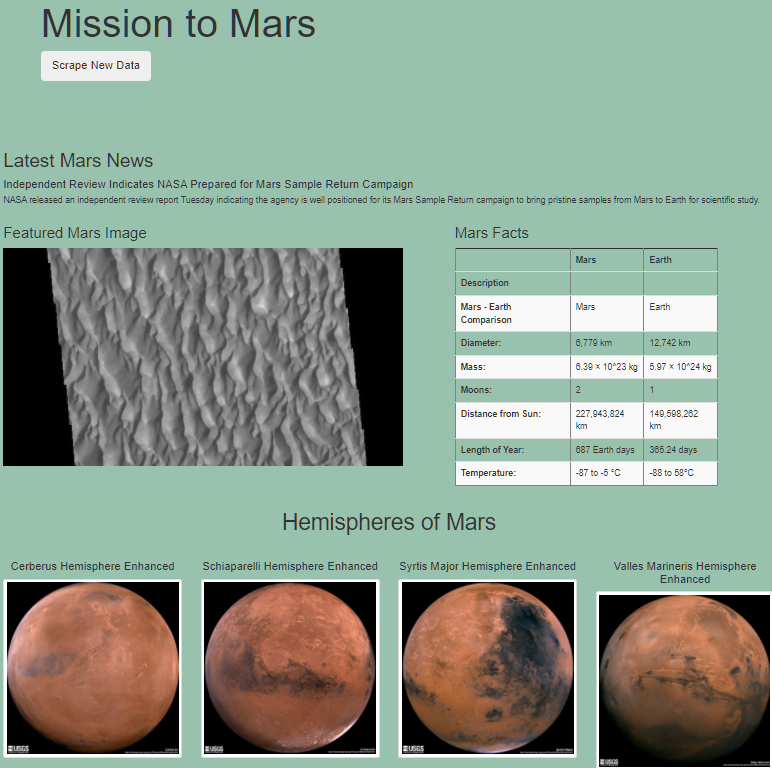 Mission to Mars
Scrape New Data
Latest Mars News
Independent Review Indicates NASA Prepared for Mars Sample Return Campaign
NASA released an independent review report Tuesday indicating the agency is well positioned for its Mars Sample Return campaign to bring pristine samples from Mars to Earth for scientific study.
Featured Mars Image
Mars Facts
Mars Earth
Description
Mars - Earth Comparison Mars Earth
Diameter: 6,779 km 12,742 km
Mass: 6.39 × 10^23 kg 5.97 × 10^24 kg
Moons: 2 1
Distance from Sun: 227,943,824 km 149,598,262 km
Length of Year: 687 Earth days 365.24 days
Temperature: -87 to -5 °C -88 to 58°C
Hemispheres of Mars
Cerberus Hemisphere Enhanced
Schiaparelli Hemisphere Enhanced
Syrtis Major Hemisphere Enhanced
Valles Marineris Hemisphere
Enhanced
USGS
USGS
USGS
USGS